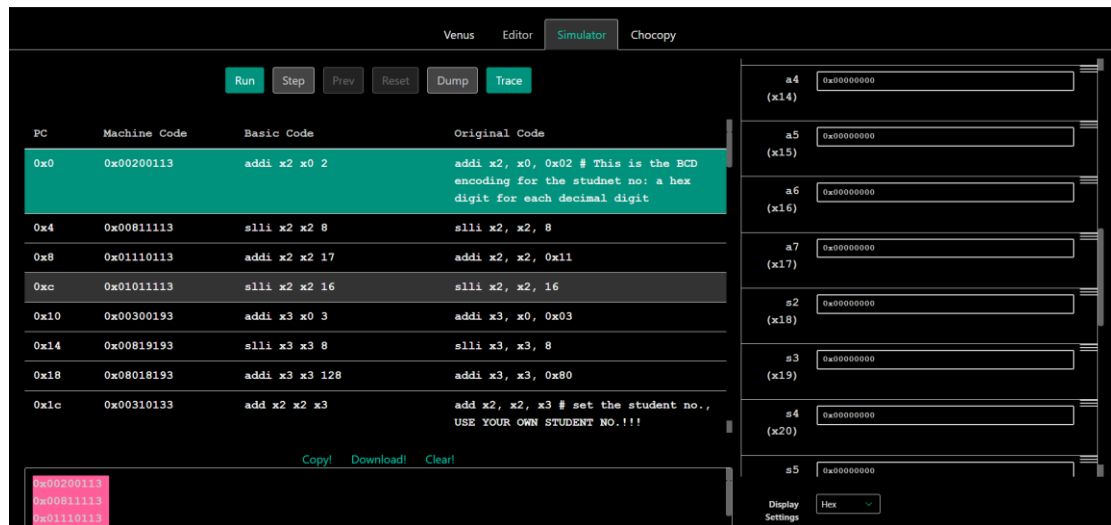 Venus Editor Simulator Chocopy
Run Step Prev Reset Dump Trace
PC Machine Code Basic Code Original Code
0x0 0x00200113 addi x2 x0 2 addi x2, x0, 0x02 # This is the BCD
encoding for the studnet no: a hex
digit for each decimal digit
0x4 0x00811113 slli x2 x2 8 slli x2, x2, 8
0x8 0x01110113 addi x2 x2 17 addi x2, x2, 0x11
0xc 0x01011113 slli x2 x2 16 slli x2, x2, 16
0x10 0x00300193 addi x3 x0 3 addi x3, x0, 0x03
0x14 0x00819193 slli x3 x3 8 slli x3, x3, 8
0x18 0x08018193 addi x3 x3 128 addi x3, x3, 0x80
0x1c 0x00310133 add x2 x2 x3 add x2, x2, x3 # set the student no.,
USE YOUR OWN STUDENT NO.!!!
Copy! Download! Clear!
0x00200113
0x00811113
0x01110113
a4 0x00000000
(x14)
a5 0x00000000
(x15)
a6 0x00000000
(x16)
a7 0x00000000
(x17)
s2 0x00000000
(x18)
s3 0x00000000
(x19)
s4 0x00000000
(x20)
s5 0x00000000
Display Hex
Settings